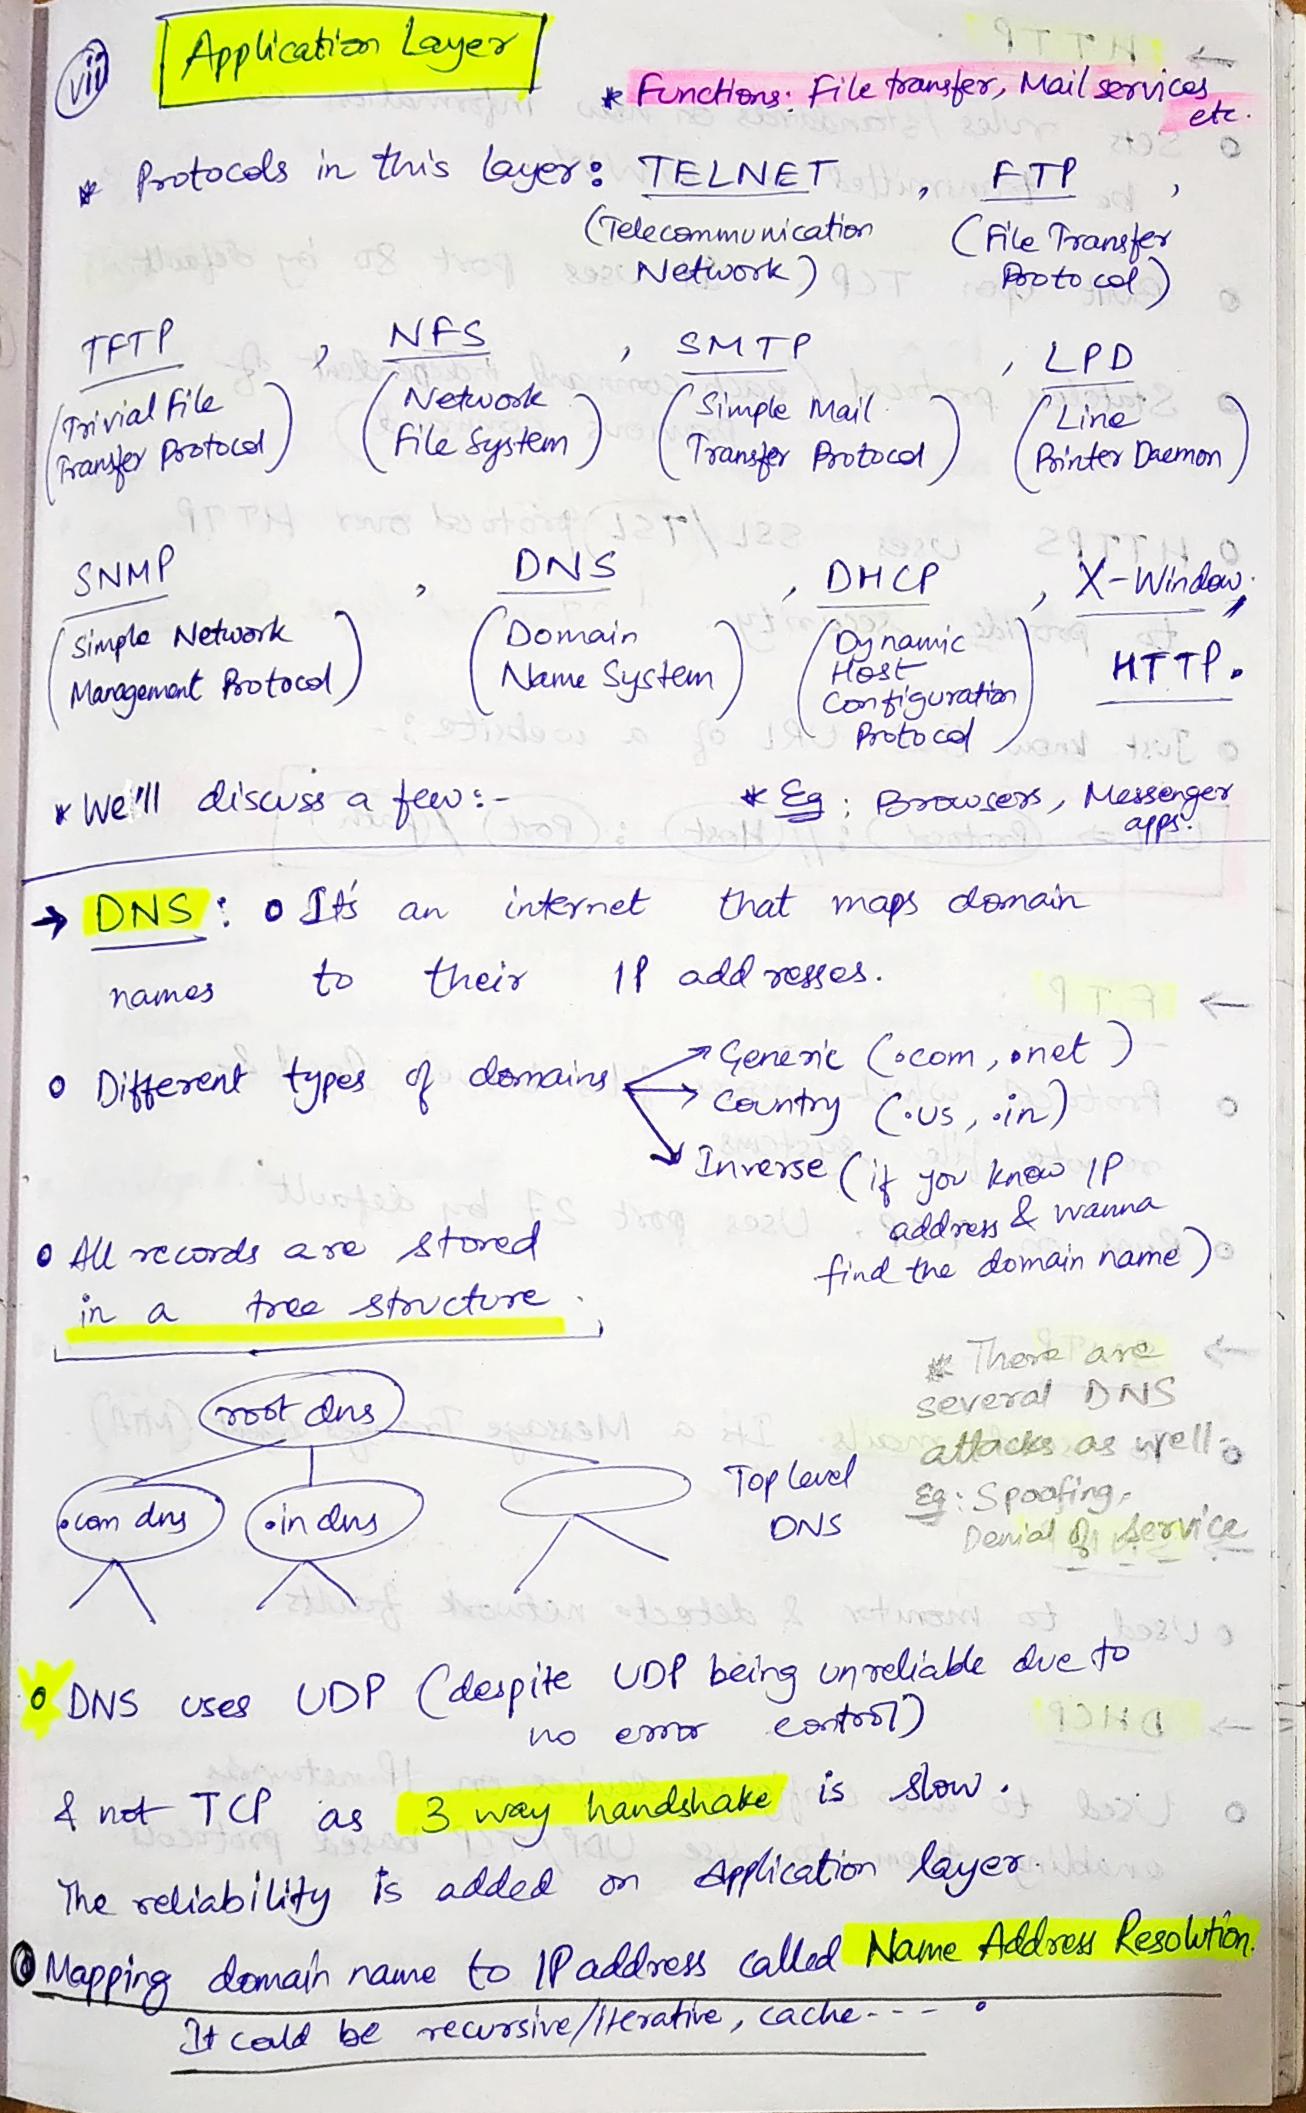 vii
Application Layer
* Functions: File transfer, Mail services, etc.
* Protocols in this layer: TELNET , FTP ,
(Telecommunication Network) (File Transfer Protocol)
TFTP , NFS , SMTP , LPD
(Trivial File Transfer Protocol) (Network File System) (Simple Mail Transfer Protocol) (Line Printer Daemon)
SNMP , DNS , DHCP , X-Window,
(Simple Network Management Protocol) (Domain Name System) (Dynamic Host Configuration Protocol) HTTP.
* We'll discuss a few:- * Eg: Browsers, Messenger apps.
→ DNS: o It's an internet that maps domain
names to their IP addresses.
o Different types of domains → Generic (.com, .net)
→ Country (.us, .in)
→ Inverse (if you know IP
address & wanna
find the domain name)
o All records are stored
in a tree structure.
root dns
.com dns .in dns
Top level
DNS
* There are
several DNS
attacks as well.
Eg: Spoofing,
Denial of Service
o DNS uses UDP (despite UDP being unreliable due to
no error control)
& not TCP as 3 way handshake is slow.
The reliability is added on Application layer.
o Mapping domain name to IP address called Name Address Resolution.
It could be recursive/iterative, cache---.